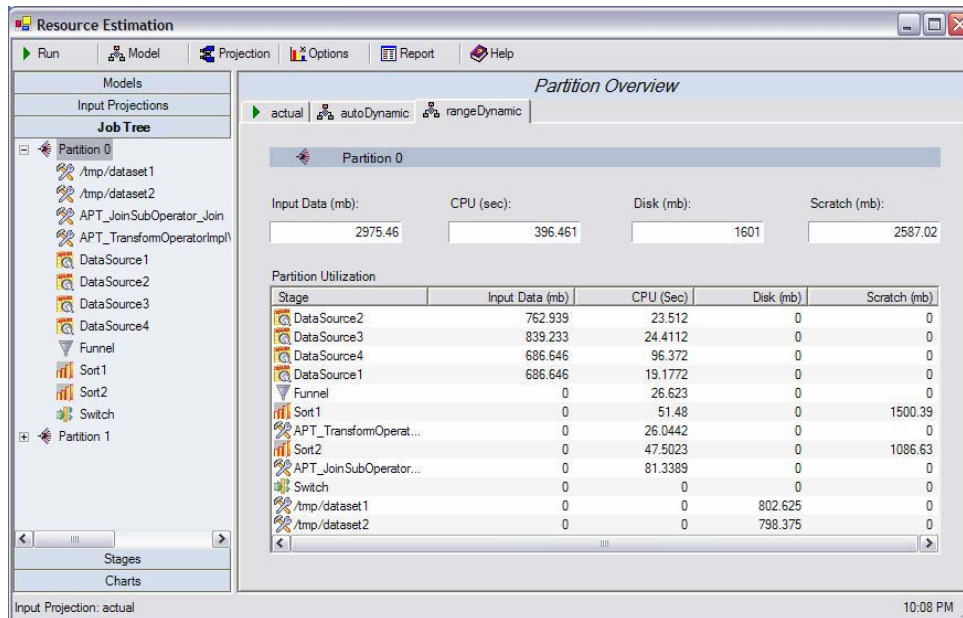 Resource Estimation
Run Model Projection Options Report Help
Models
Input Projections
Job Tree
Partition 0
/tmp/dataset1
/tmp/dataset2
APT_JoinSubOperator_Join
APT_TransformOperatorImpl
DataSource1
DataSource2
DataSource3
DataSource4
Funnel
Sort1
Sort2
Switch
Partition 1
Stages
Charts
Partition Overview
actual autoDynamic rangeDynamic
Partition 0
Input Data (mb): CPU (sec): Disk (mb): Scratch (mb):
2975.46 396.461 1601 2587.02
Partition Utilization
Stage Input Data (mb) CPU (Sec) Disk (mb) Scratch (mb)
DataSource2 762.939 23.512 0 0
DataSource3 839.233 24.4112 0 0
DataSource4 686.646 96.372 0 0
DataSource1 686.646 19.1772 0 0
Funnel 0 26.623 0 0
Sort1 0 51.48 0 1500.39
APT_TransformOperat... 0 26.0442 0 0
Sort2 0 47.5023 0 1086.63
APT_JoinSubOperator... 0 81.3389 0 0
Switch 0 0 0 0
/tmp/dataset1 0 0 802.625 0
/tmp/dataset2 0 0 798.375 0
Input Projection: actual 10:08 PM